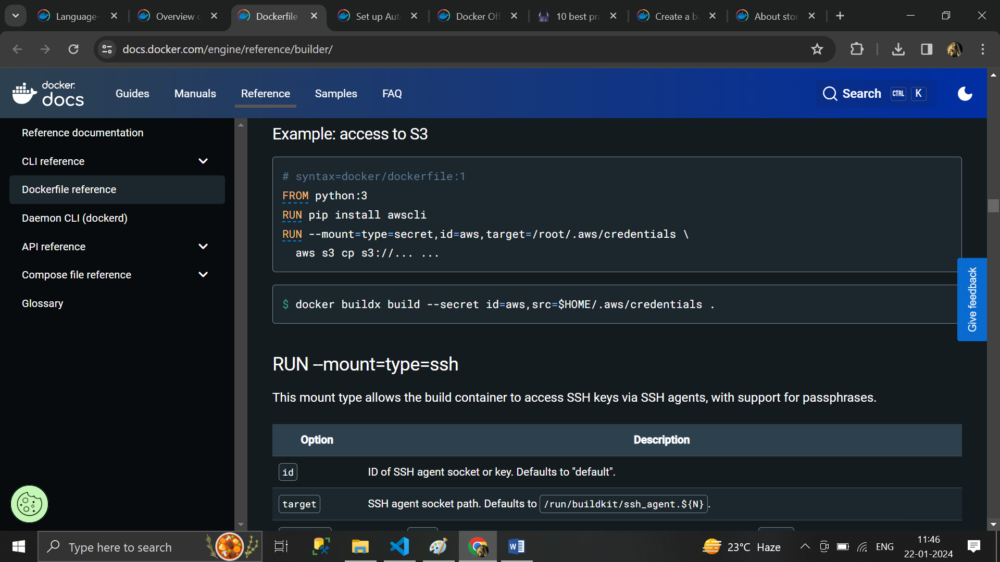 Language-
Overview c
Dockerfile
Set up Aut
Docker Off
10 best pra
Create a ba
About stor
docs.docker.com/engine/reference/builder/
docker
docs
Guides
Manuals
Reference
Samples
FAQ
Search
CTRL
K
Reference documentation
CLI reference
Dockerfile reference
Daemon CLI (dockerd)
API reference
Compose file reference
Glossary
Example: access to S3
# syntax=docker/dockerfile:1
FROM python:3
RUN pip install awscli
RUN --mount=type=secret,id=aws,target=/root/.aws/credentials \
aws s3 cp s3://... ...
$ docker buildx build --secret id=aws,src=$HOME/.aws/credentials .
RUN --mount=type=ssh
This mount type allows the build container to access SSH keys via SSH agents, with support for passphrases.
Option Description
id ID of SSH agent socket or key. Defaults to "default".
target SSH agent socket path. Defaults to /run/buildkit/ssh_agent.${N}.
Give feedback
Type here to search
23°C Haze
ENG
11:46
22-01-2024